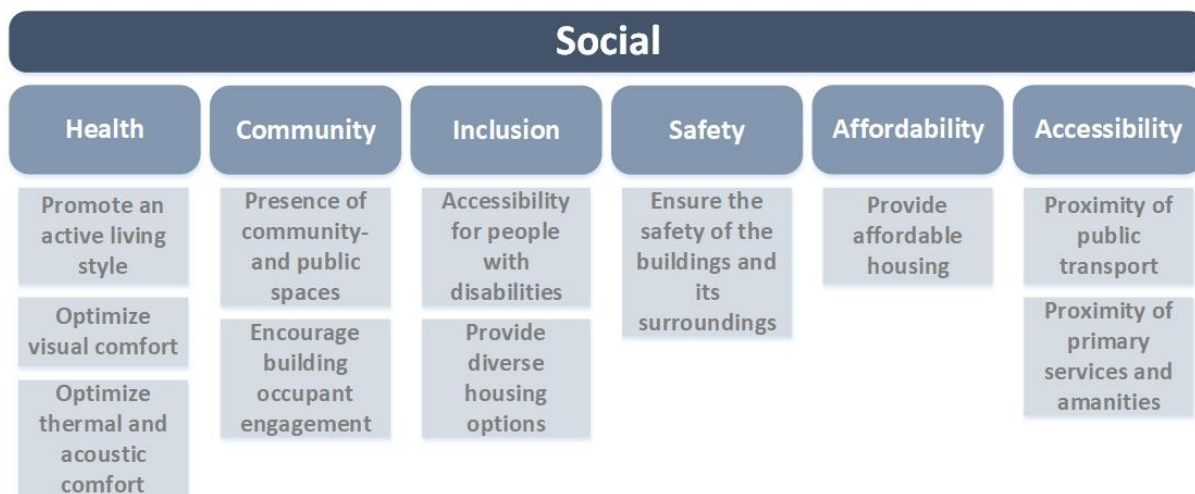 Social
Health
Community
Inclusion
Safety
Affordability
Accessibility
Promote an
active living
style
Optimize
visual comfort
Optimize
thermal and
acoustic
comfort
Presence of
community-
and public
spaces
Encourage
building
occupant
engagement
Accessibility
for people
with
disabilities
Provide
diverse
housing
options
Ensure the
safety of the
buildings and
its
surroundings
Provide
affordable
housing
Proximity of
public
transport
Proximity of
primary
services and
amanities